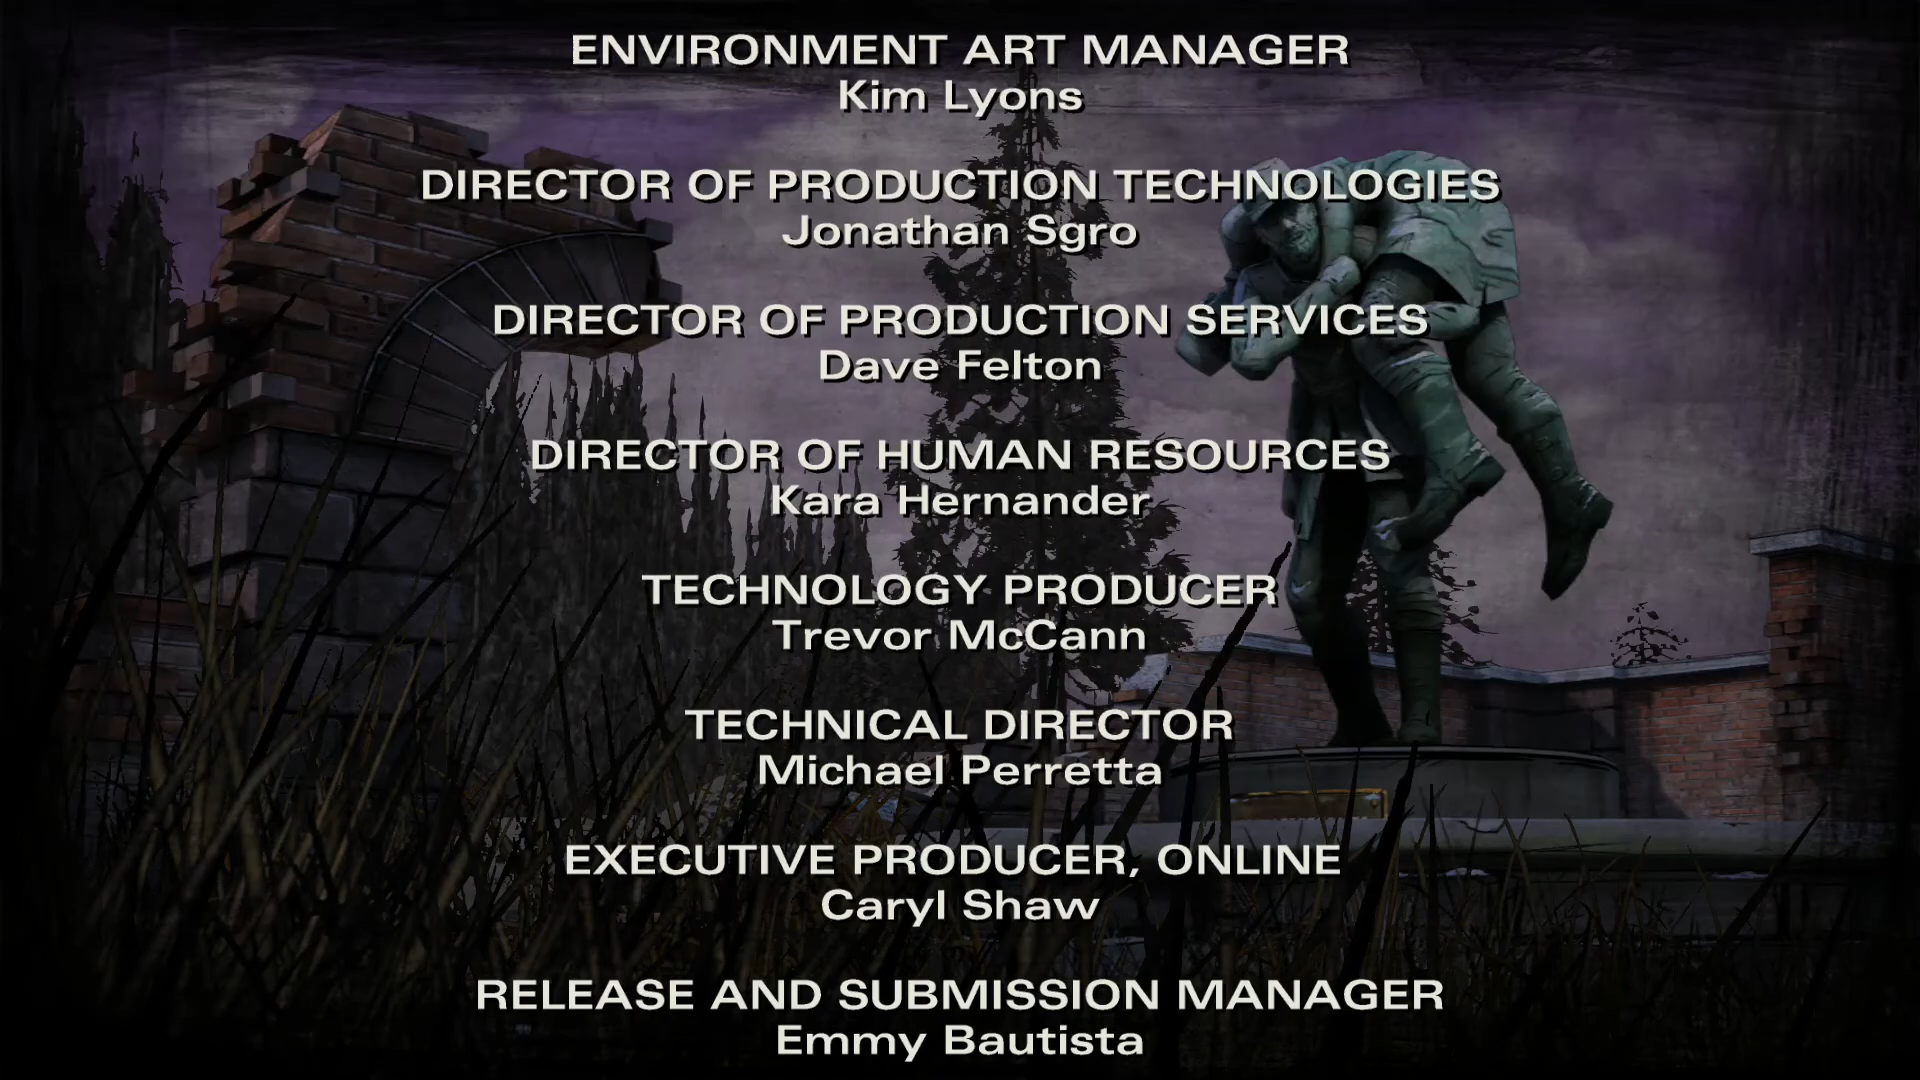 ENVIRONMENT ART MANAGER
Kim Lyons
DIRECTOR OF PRODUCTION TECHNOLOGIES
Jonathan Sgro
DIRECTOR OF PRODUCTION SERVICES
Dave Felton
DIRECTOR OF HUMAN RESOURCES
Kara Hernander
TECHNOLOGY PRODUCER
Trevor McCann
TECHNICAL DIRECTOR
Michael Perretta
EXECUTIVE PRODUCER, ONLINE
Caryl Shaw
RELEASE AND SUBMISSION MANAGER
Emmy Bautista